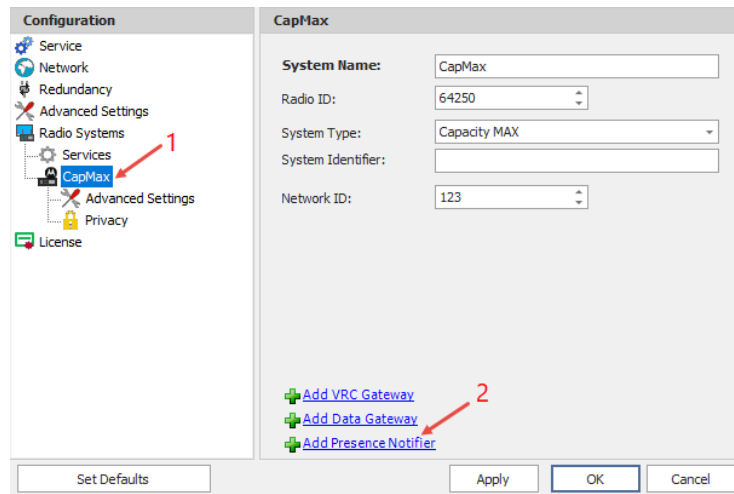 Configuration
Service
Network
Redundancy
Advanced Settings
Radio Systems
1
Services
CapMax
Advanced Settings
Privacy
License
CapMax
System Name: CapMax
Radio ID: 64250
System Type: Capacity MAX
System Identifier:
Network ID: 123
Add VRC Gateway
2
Add Data Gateway
Add Presence Notifier
Set Defaults
Apply
OK
Cancel